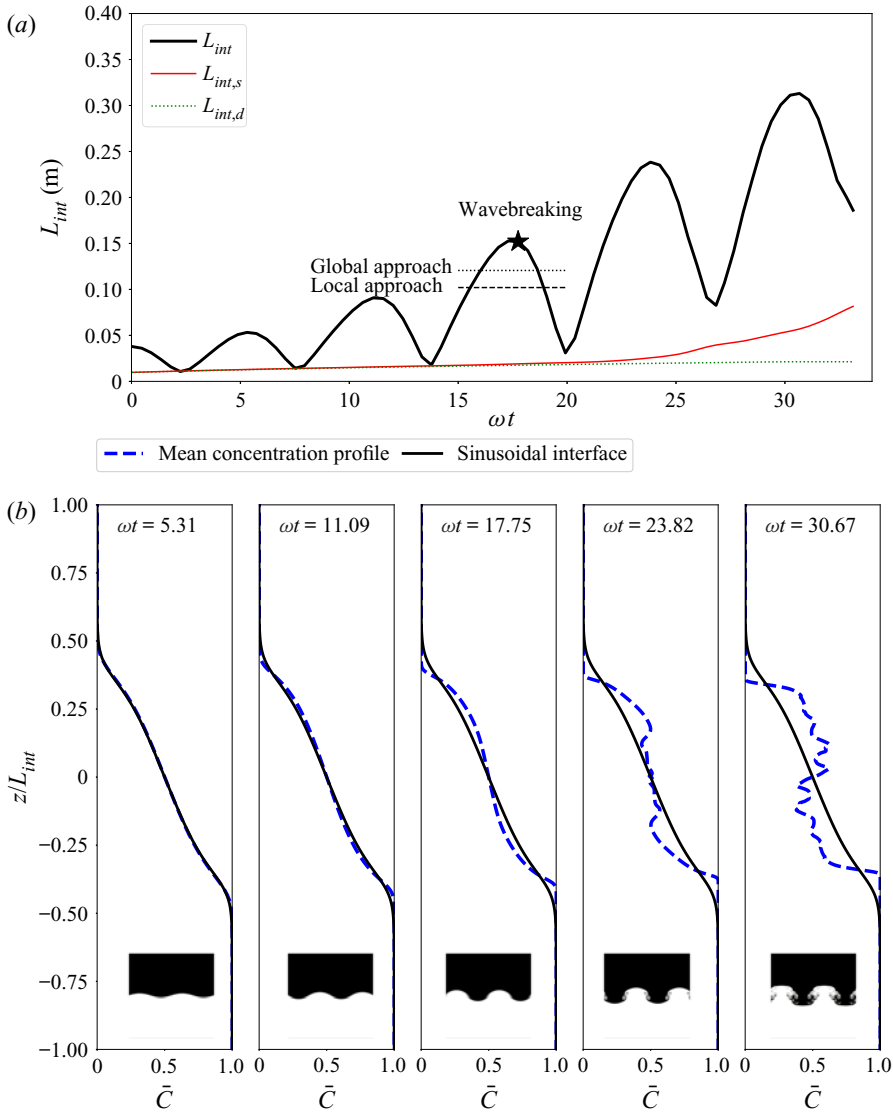 (a)
0.40
0.35
0.30
0.25
0.20
0.15
0.10
0.05
0
L_int (m)
L_int
L_int,s
L_int,d
Wavebreaking
Global approach
Local approach
0 5 10 15 20 25 30
ωt
Mean concentration profile Sinusoidal interface
(b)
1.00
0.75
0.50
0.25
0
−0.25
−0.50
−0.75
−1.00
z/L_int
ωt = 5.31 ωt = 11.09 ωt = 17.75 ωt = 23.82 ωt = 30.67
0 0.5 1.0 0 0.5 1.0 0 0.5 1.0 0 0.5 1.0 0 0.5 1.0
C̄ C̄ C̄ C̄ C̄